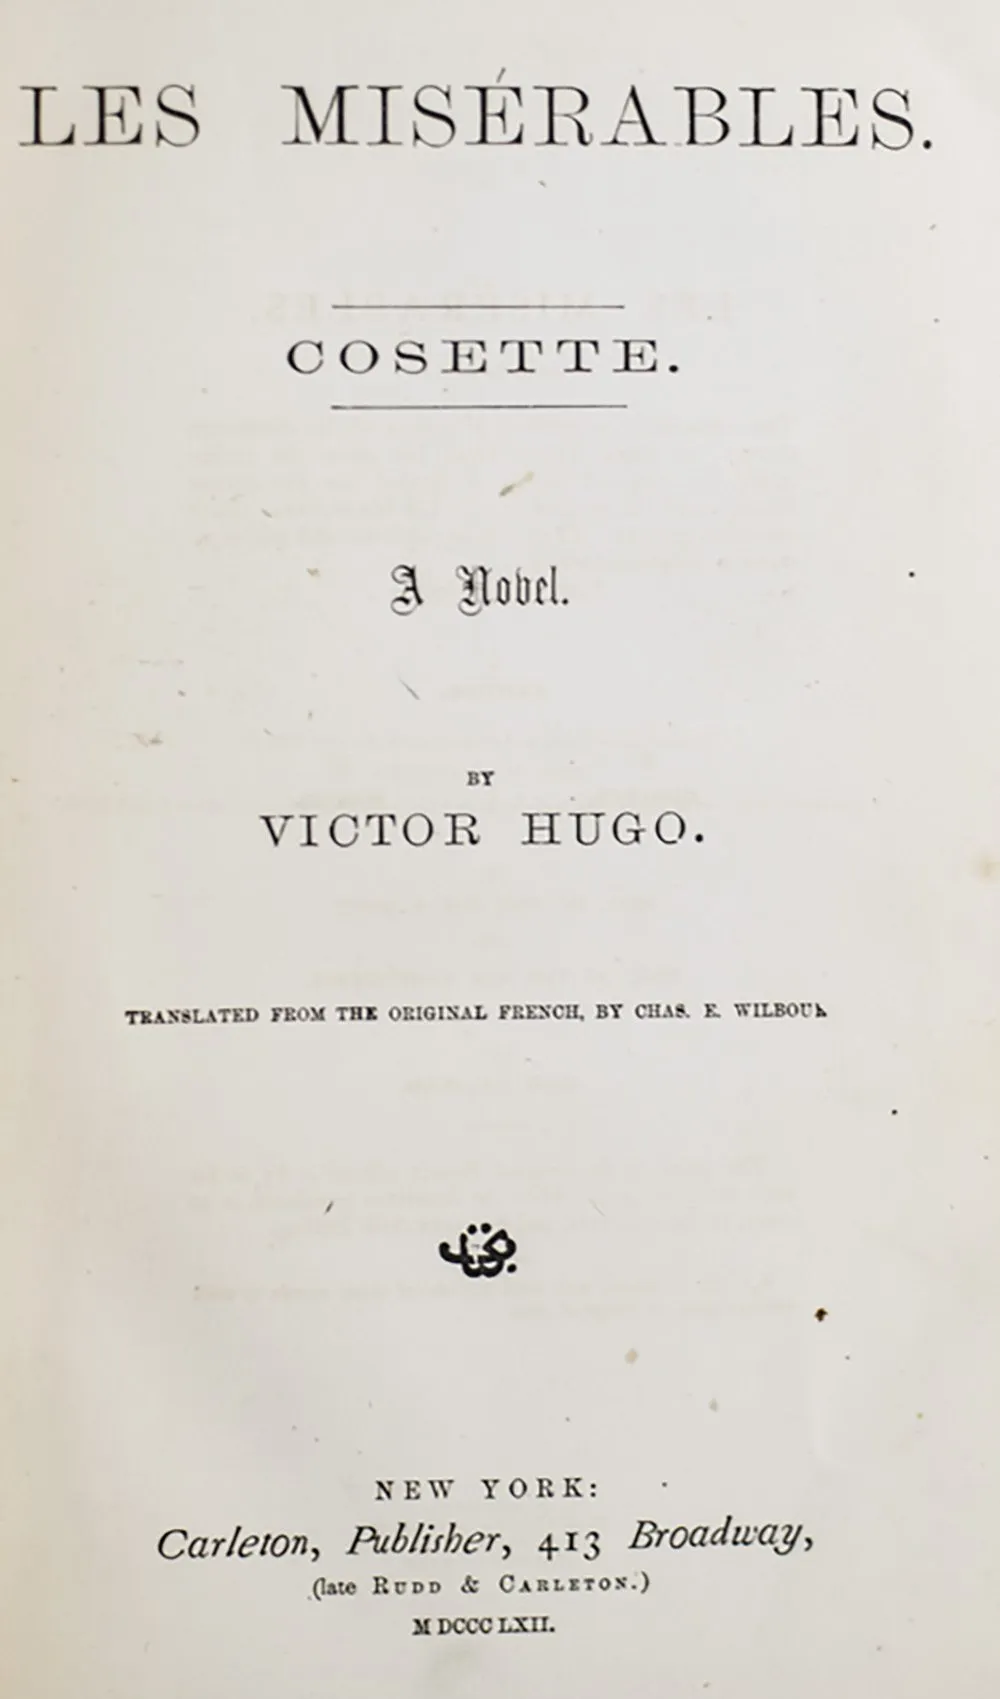 LES MISÉRABLES.
COSETTE.
A Novel.
BY
VICTOR HUGO.
TRANSLATED FROM THE ORIGINAL FRENCH, BY CHAS. E. WILBOUR
NEW YORK:
Carleton, Publisher, 413 Broadway,
(late RUDD & CARLETON.)
M DCCC LXII.